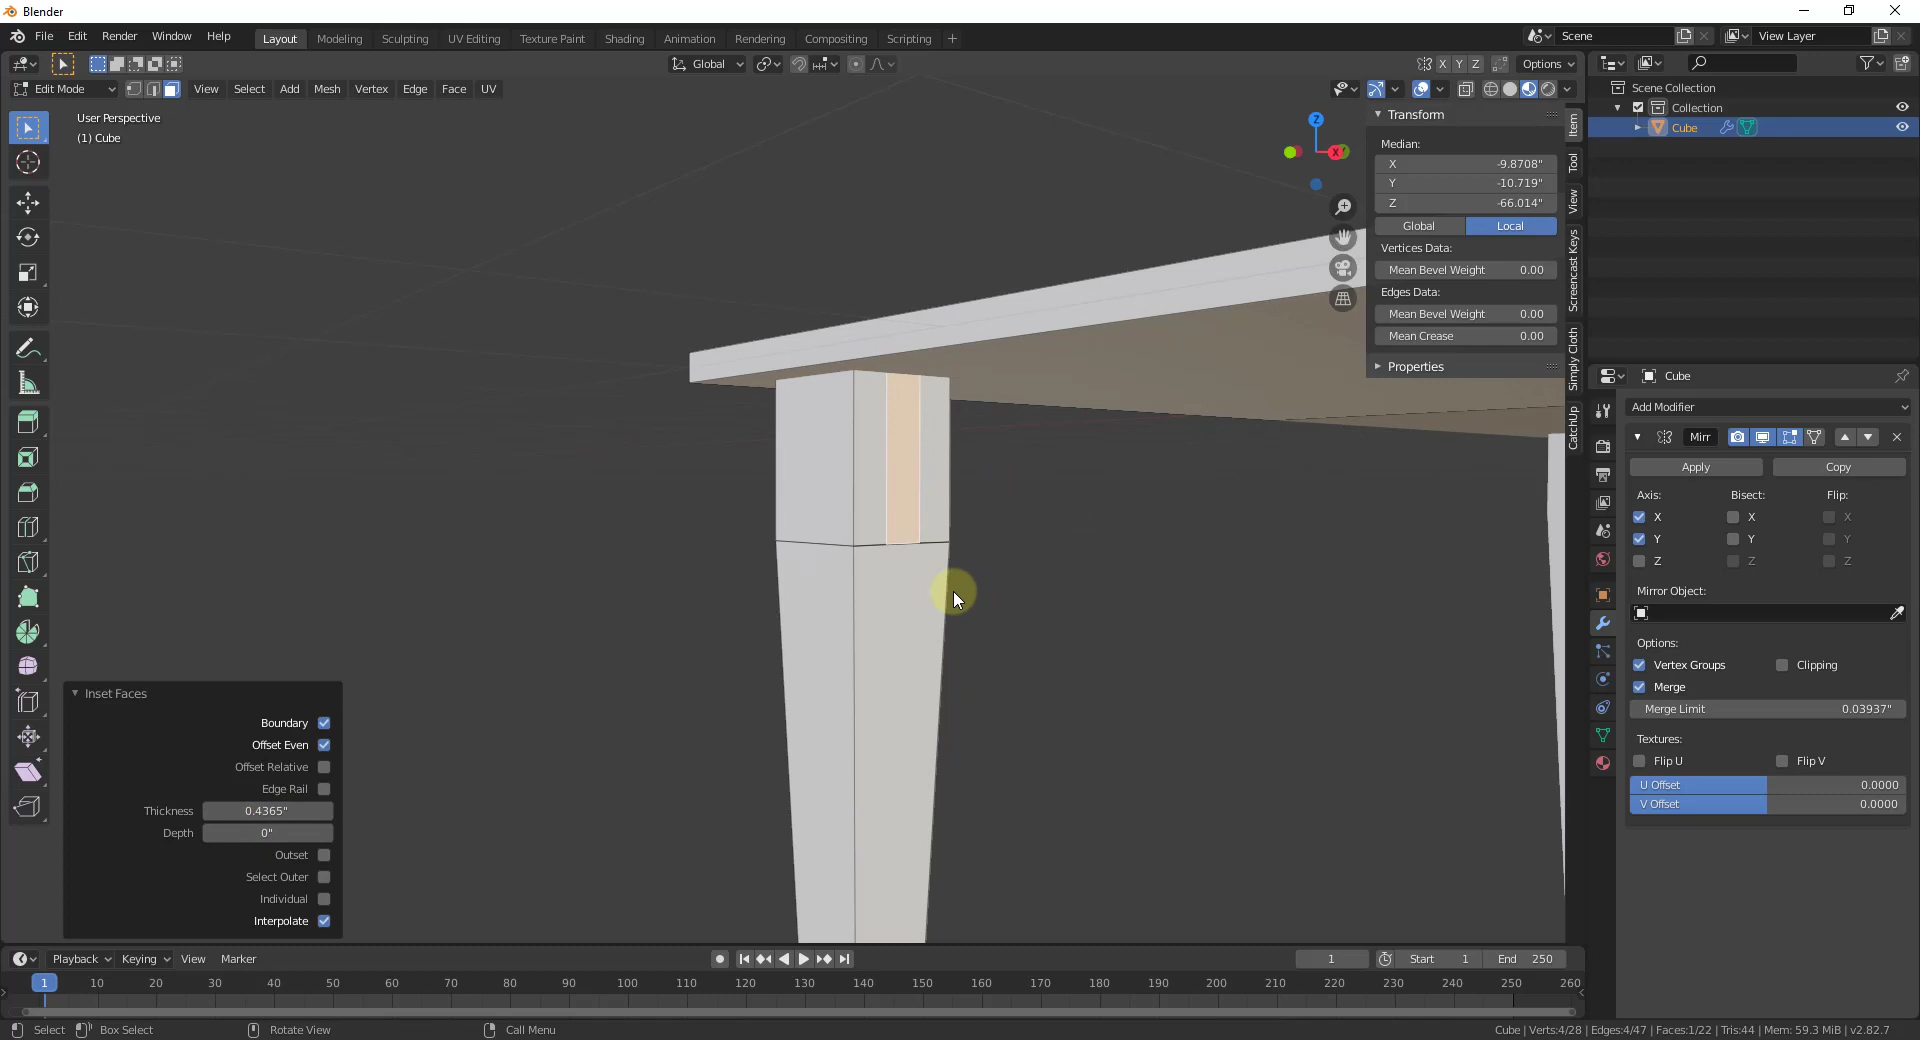 Blender
File Edit Render Window Help
Layout Modeling Sculpting UV Editing Texture Paint Shading Animation Rendering Compositing Scripting +
Scene
View Layer
Global
X Y Z
Options
Edit Mode
View Select Add Mesh Vertex Edge Face UV
User Perspective
(1) Cube
Z
X
Transform
Median:
X -9.8708"
Y -10.719"
Z -66.014"
Global Local
Vertices Data:
Mean Bevel Weight 0.00
Edges Data:
Mean Bevel Weight 0.00
Mean Crease 0.00
Properties
Item
Tool
View
Screencast Keys
Simply Cloth
CatchUp
Scene Collection
Collection
Cube
Cube
Add Modifier
Mirr
Apply Copy
Axis: Bisect: Flip:
X X X
Y Y Y
Z Z Z
Mirror Object:
Options:
Vertex Groups Clipping
Merge
Merge Limit 0.03937"
Textures:
Flip U Flip V
U Offset 0.0000
V Offset 0.0000
Inset Faces
Boundary
Offset Even
Offset Relative
Edge Rail
Thickness 0.4365"
Depth 0"
Outset
Select Outer
Individual
Interpolate
Playback Keying View Marker
1
Start 1
End 250
1 10 20 30 40 50 60 70 80 90 100 110 120 130 140 150 160 170 180 190 200 210 220 230 240 250 260
Select Box Select Rotate View Call Menu
Cube | Verts:4/28 | Edges:4/47 | Faces:1/22 | Tris:44 | Mem: 59.3 MiB | v2.82.7